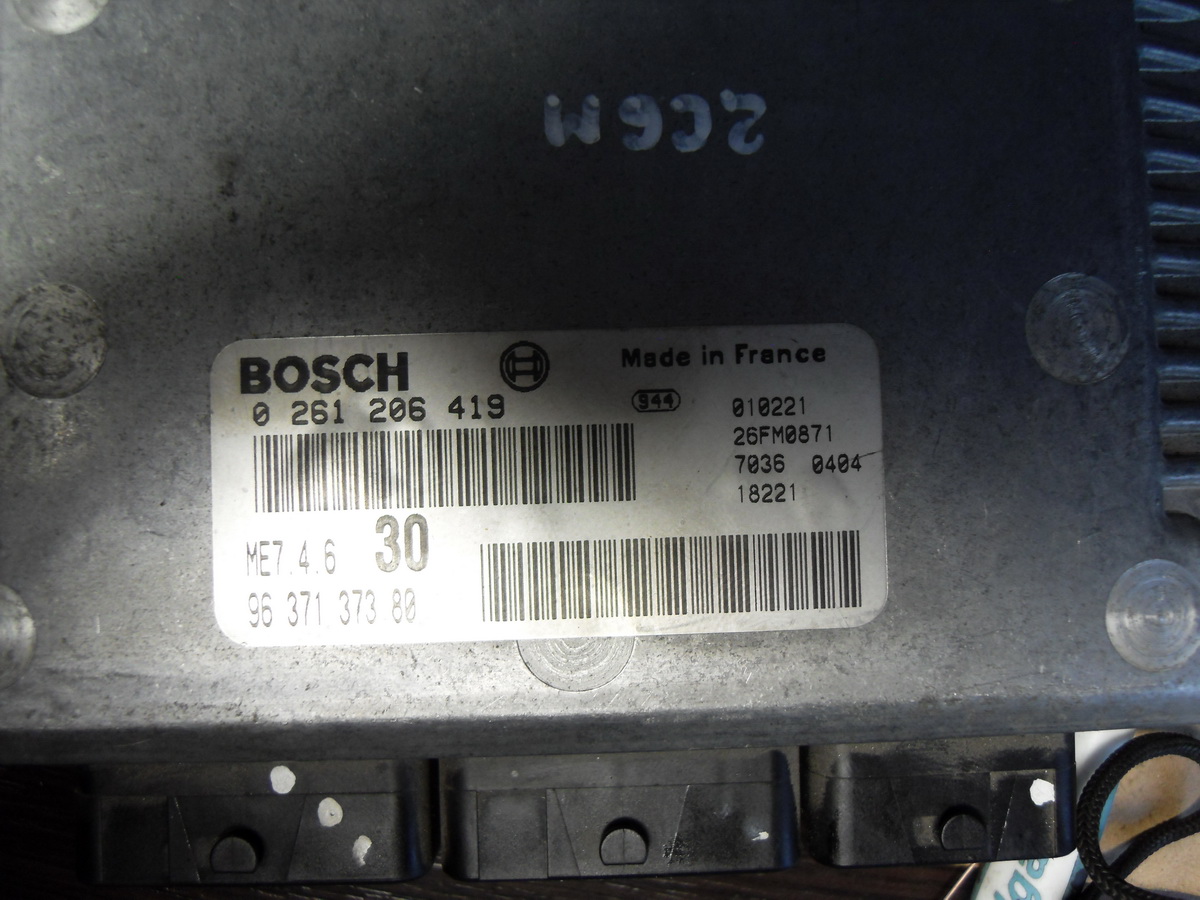 2C6M
BOSCH
Made in France
0 261 206 419
944
010221
26FM0871
7036 0404
18221
ME7.4.6 30
96 371 373 80